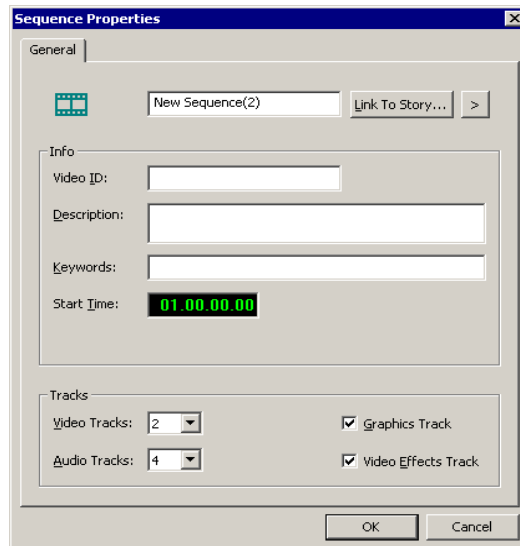 Sequence Properties
General
New Sequence(2) Link To Story... >
Info
Video ID:
Description:
Keywords:
Start Time: 01.00.00.00
Tracks
Video Tracks: 2 Graphics Track
Audio Tracks: 4 Video Effects Track
OK Cancel